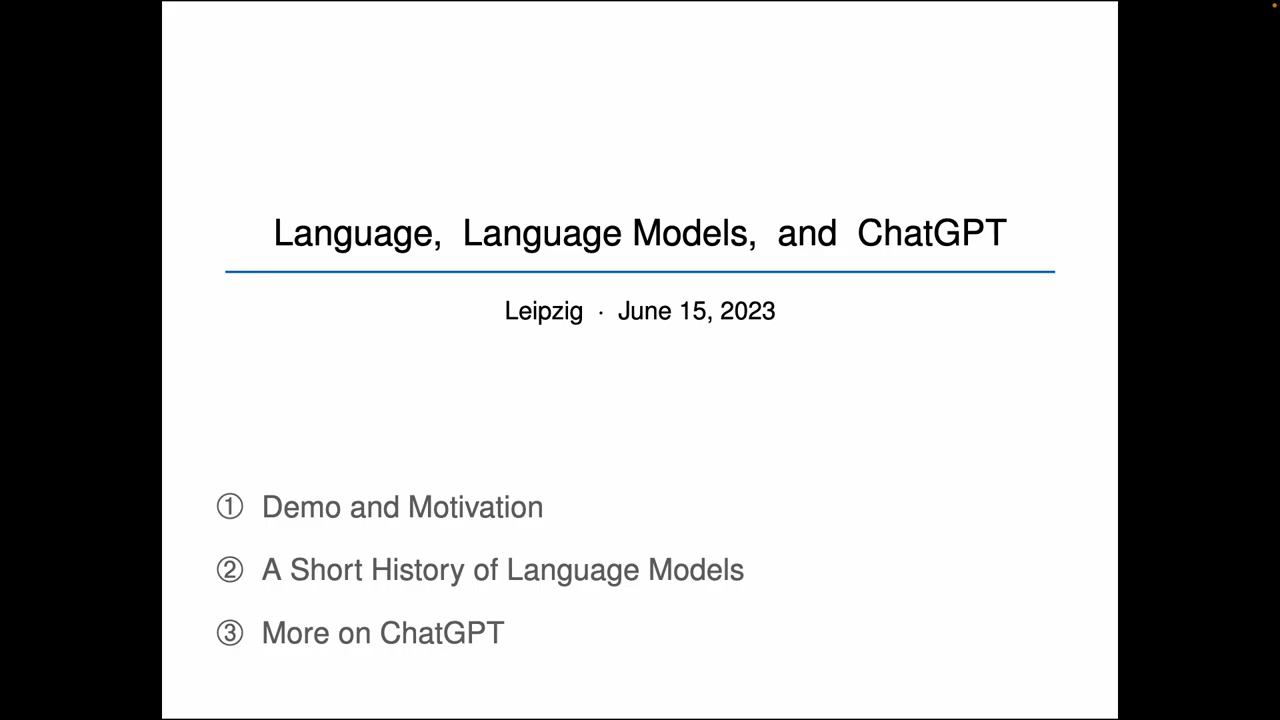 Language, Language Models, and ChatGPT
Leipzig · June 15, 2023
① Demo and Motivation
② A Short History of Language Models
③ More on ChatGPT